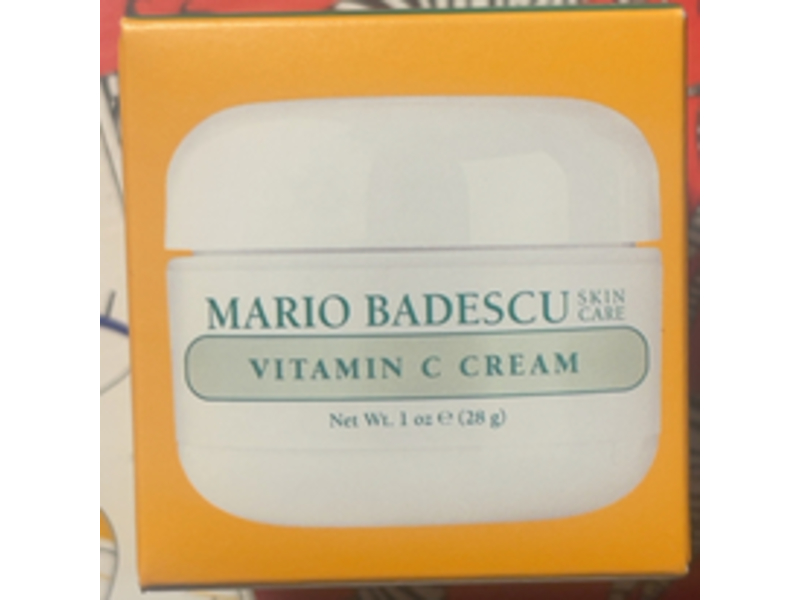 MARIO BADESCU SKIN CARE
VITAMIN C CREAM
Net Wt. 1 oz ℮ (28 g)